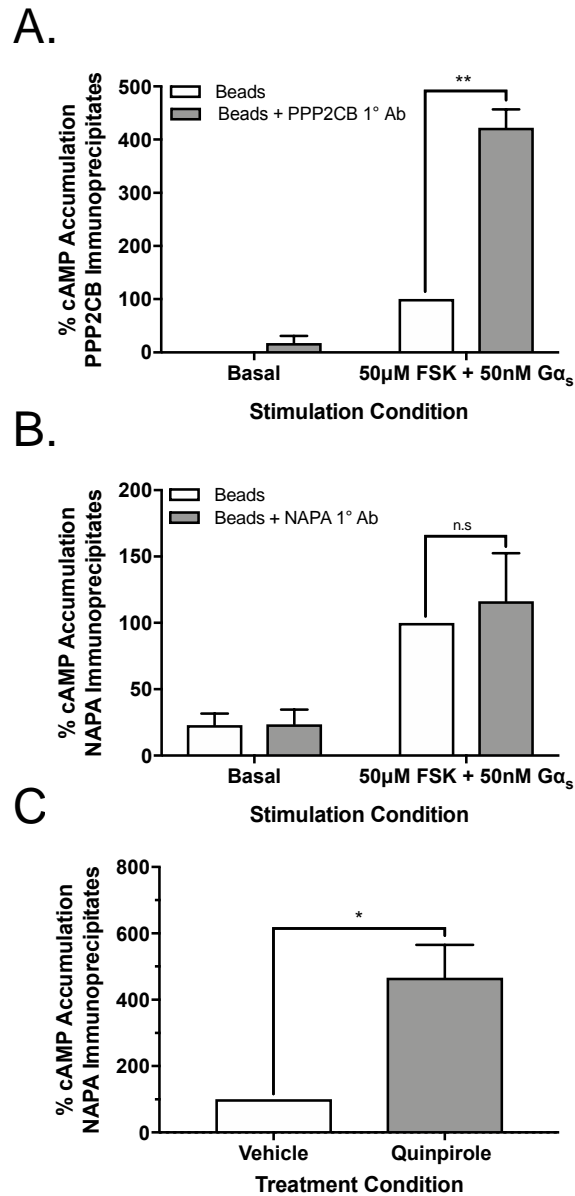 A.
% cAMP Accumulation
PPP2CB Immunoprecipitates
500
400
300
200
100
0
Beads
Beads + PPP2CB 1° Ab
**
Basal
50µM FSK + 50nM Gαs
Stimulation Condition
B.
% cAMP Accumulation
NAPA Immunoprecipitates
200
150
100
50
0
Beads
Beads + NAPA 1° Ab
n.s
Basal
50µM FSK + 50nM Gαs
Stimulation Condition
C
% cAMP Accumulation
NAPA Immunoprecipitates
800
600
400
200
0
*
Vehicle
Quinpirole
Treatment Condition